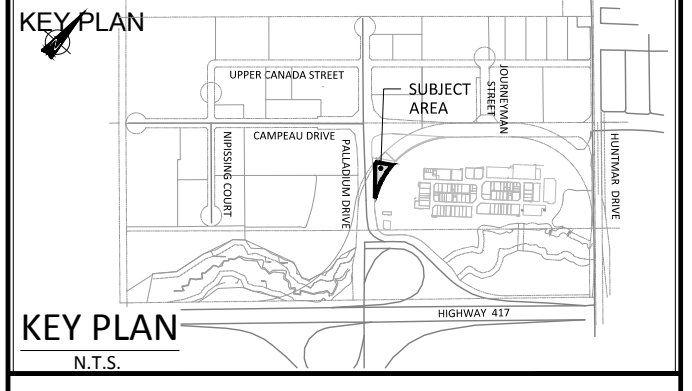 KEY PLAN
UPPER CANADA STREET
SUBJECT
AREA
JOURNEYMAN
STREET
CAMPEAU DRIVE
NIPISSING COURT
PALLADIUM DRIVE
HUNTMAR DRIVE
HIGHWAY 417
KEY PLAN
N.T.S.